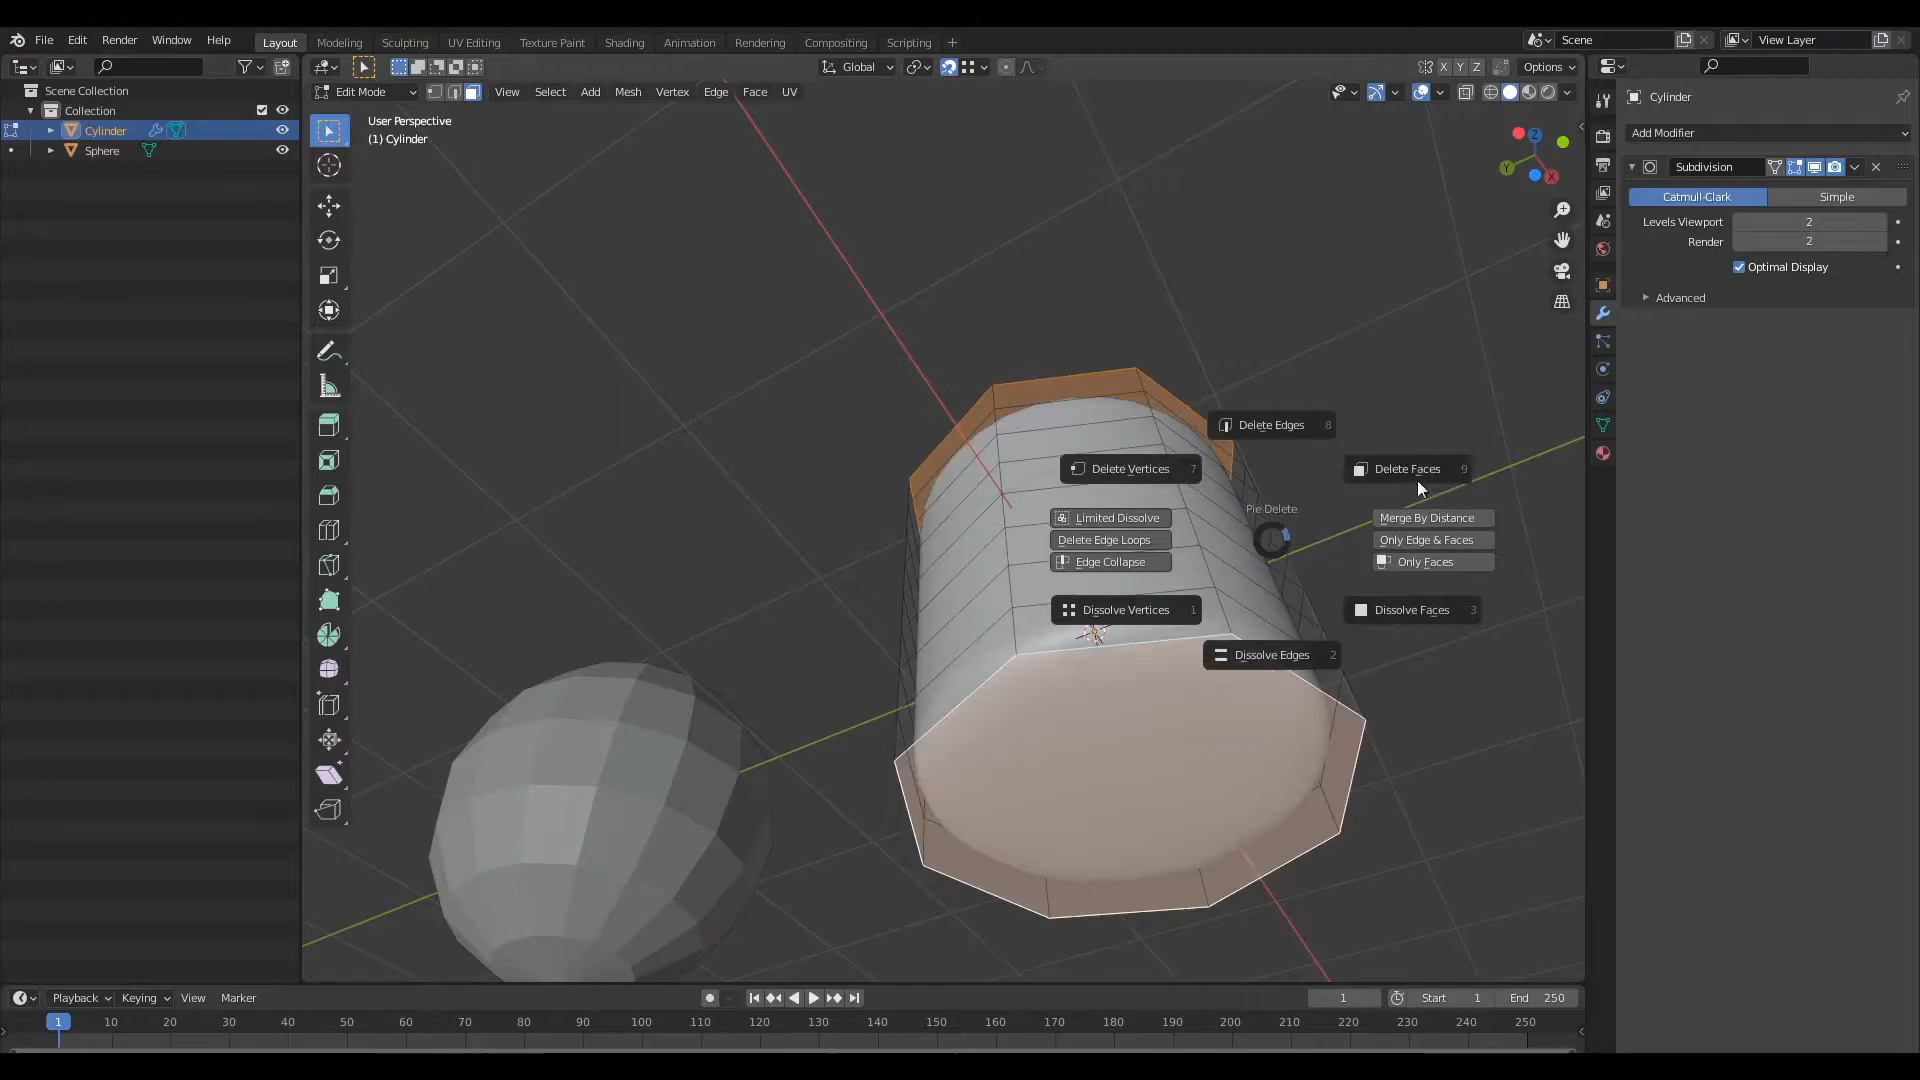 File Edit Render Window Help Layout Modeling Sculpting UV Editing Texture Paint Shading Animation Rendering Compositing Scripting + Scene View Layer
Global X Y Z Options
Scene Collection
Collection
Cylinder
Sphere
Edit Mode View Select Add Mesh Vertex Edge Face UV
User Perspective
(1) Cylinder
Z
Y
X
Delete Edges 8
Delete Vertices 7
Delete Faces 9
Pie Delete
Limited Dissolve
Merge By Distance
Delete Edge Loops
Only Edge & Faces
Edge Collapse
Only Faces
Dissolve Vertices 1
Dissolve Faces 3
Dissolve Edges 2
Cylinder
Add Modifier
Subdivision
Catmull-Clark Simple
Levels Viewport 2
Render 2
Optimal Display
Advanced
Playback Keying View Marker 1 Start 1 End 250
1 10 20 30 40 50 60 70 80 90 100 110 120 130 140 150 160 170 180 190 200 210 220 230 240 250